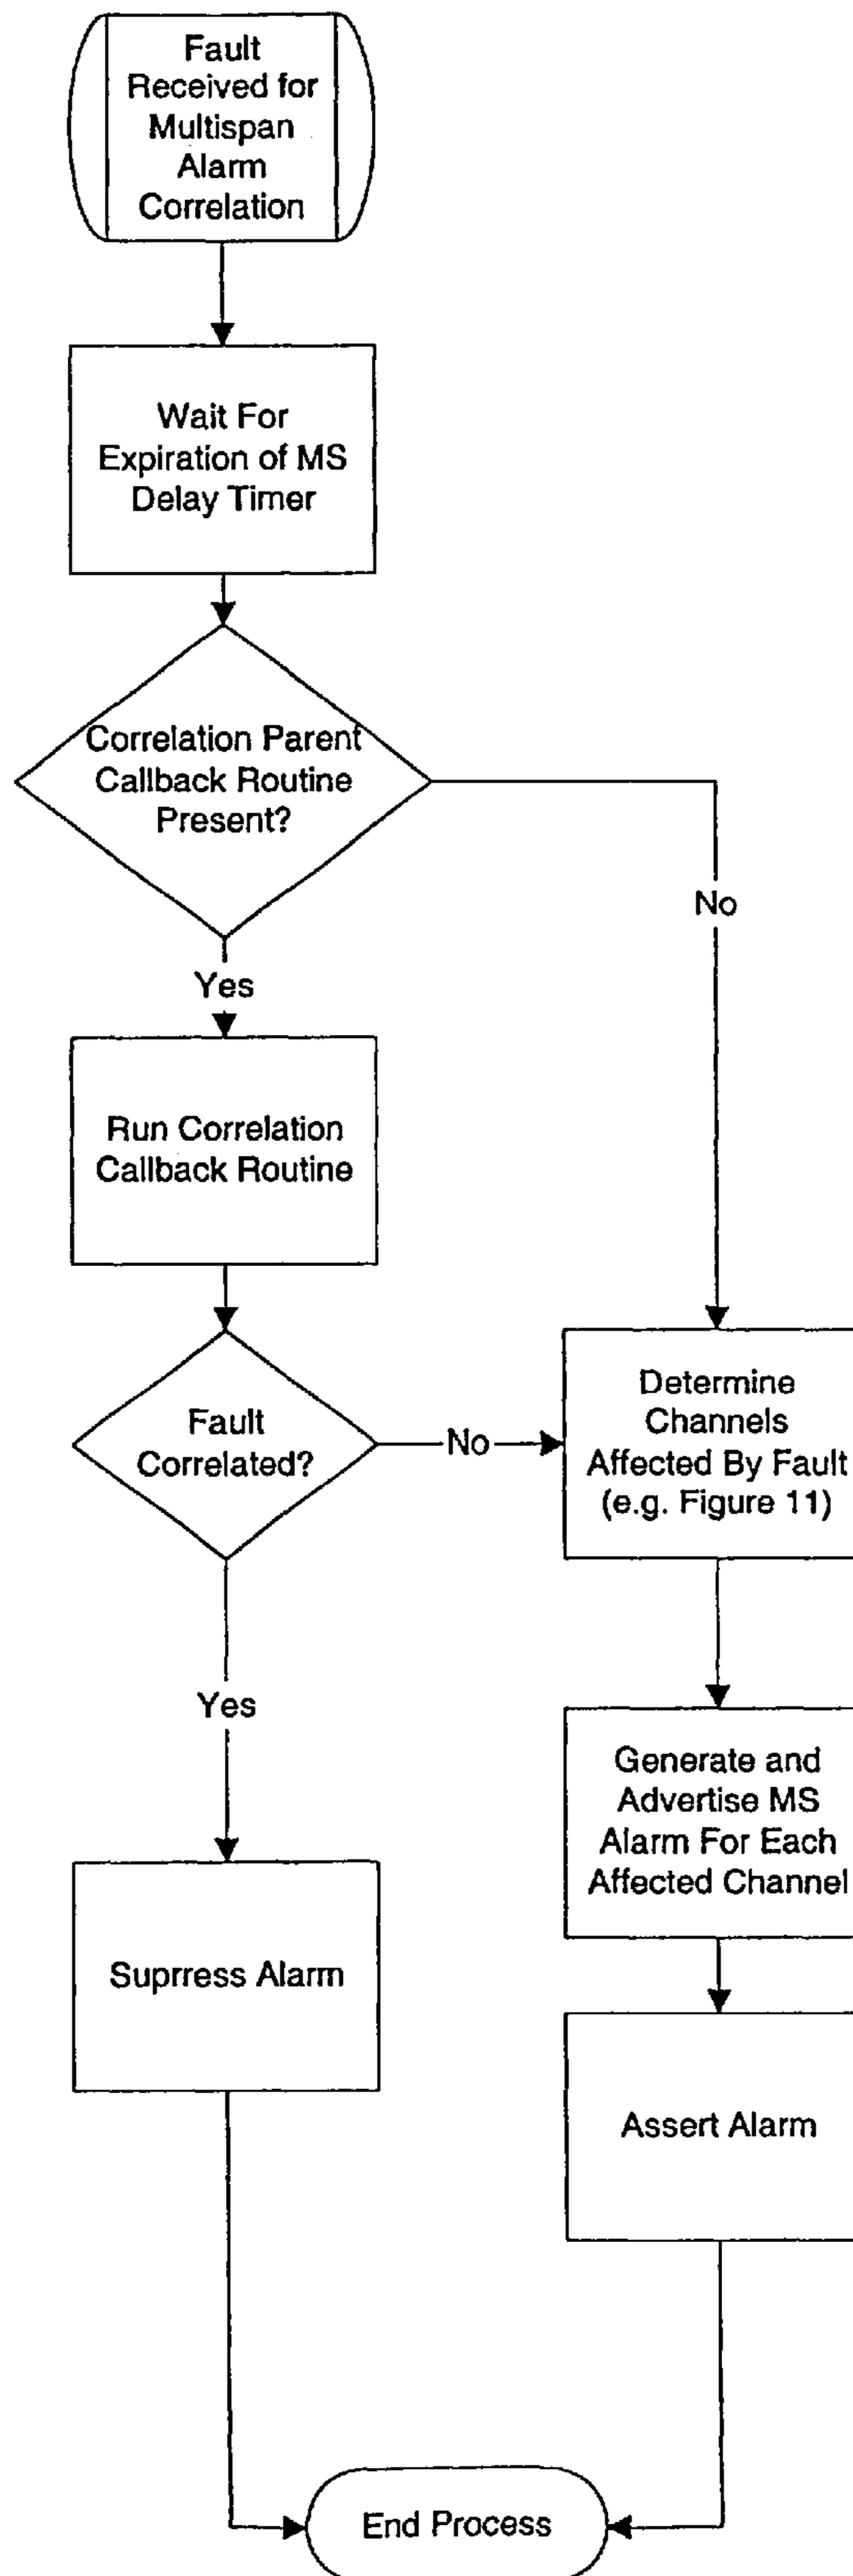 Fault
Received for
Multispan
Alarm
Correlation
Wait For
Expiration of MS
Delay Timer
Correlation Parent
Callback Routine
Present?
No
Yes
Run Correlation
Callback Routine
Fault
Correlated?
No
Determine
Channels
Affected By Fault
(e.g. Figure 11)
Yes
Generate and
Advertise MS
Alarm For Each
Affected Channel
Suprress Alarm
Assert Alarm
End Process